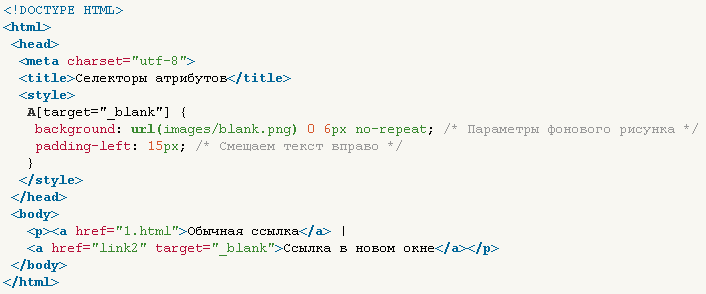 <!DOCTYPE HTML>
<html>
<head>
<meta charset="utf-8">
<title>Селекторы атрибутов</title>
<style>
A[target="_blank"] {
background: url(images/blank.png) 0 6px no-repeat; /* Параметры фонового рисунка */
padding-left: 15px; /* Смещаем текст вправо */
}
</style>
</head>
<body>
<p><a href="1.html">Обычная ссылка</a> |
<a href="link2" target="_blank">Ссылка в новом окне</a></p>
</body>
</html>